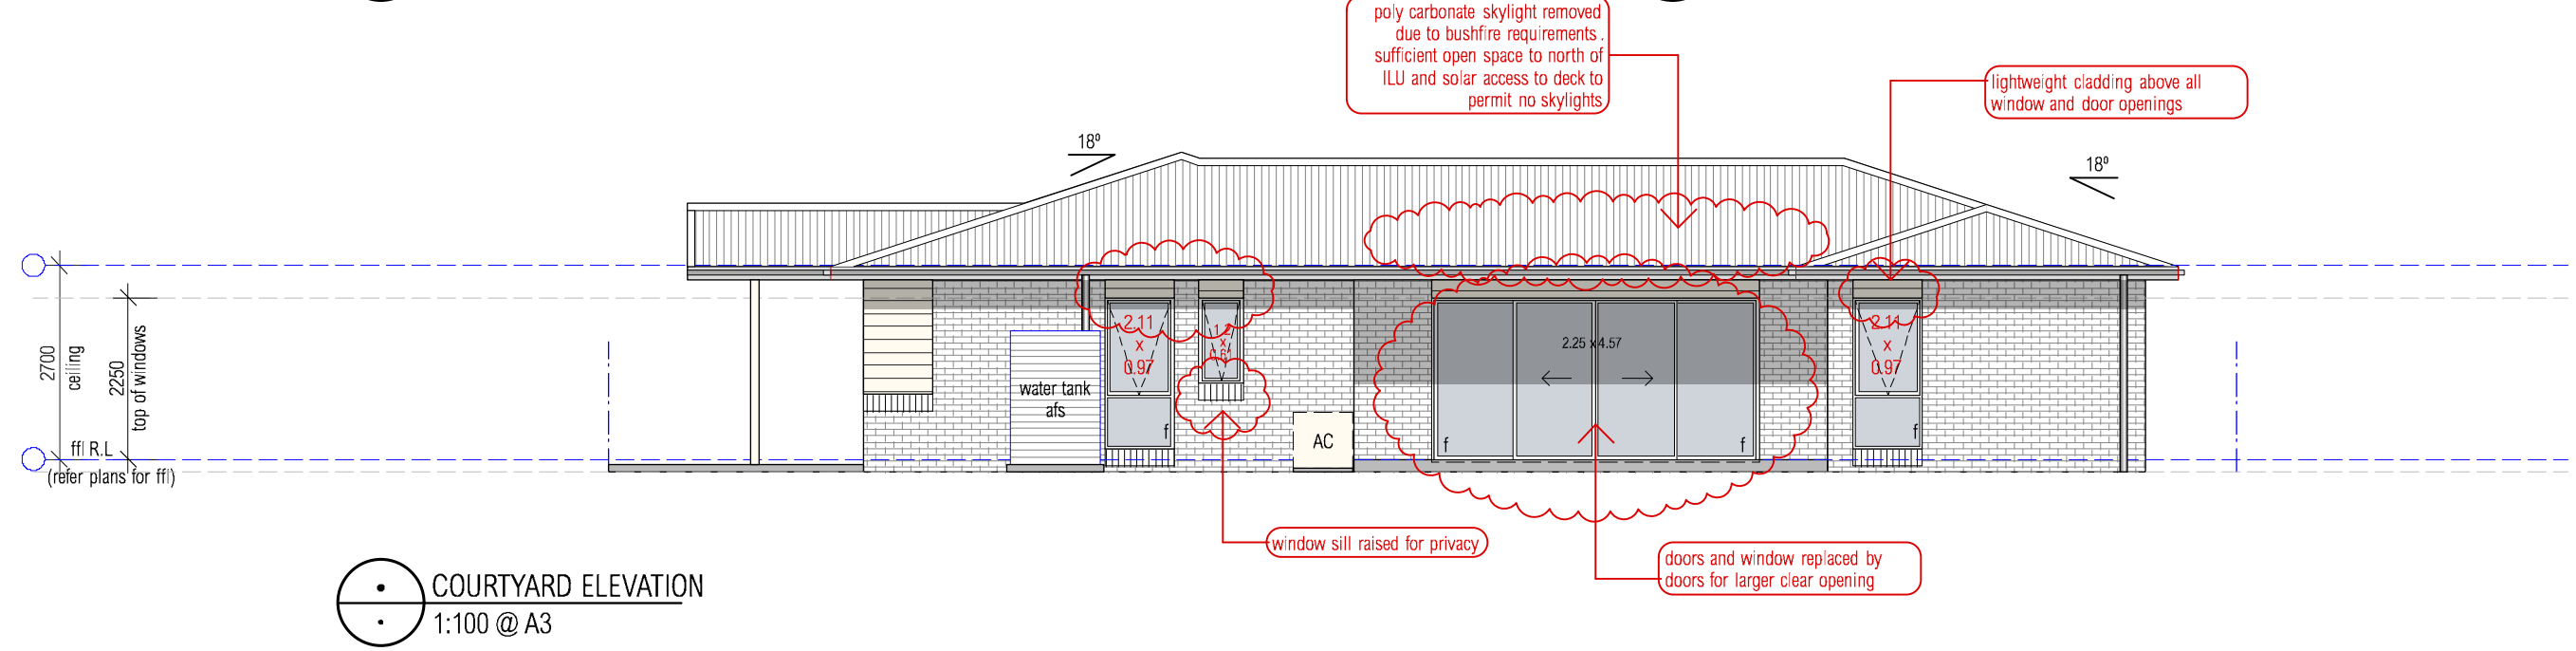 poly carbonate skylight removed
due to bushfire requirements .
sufficient open space to north of
ILU and solar access to deck to
permit no skylights
lightweight cladding above all
window and door openings
18º
18º
2700
ceiling
2250
top of windows
ffl R.L
(refer plans for ffl)
water tank
afs
2.11
x
0.97
f
1.2
x
0.61
AC
2.25 x 4.57
f
f
2.11
x
0.97
f
window sill raised for privacy
doors and window replaced by
doors for larger clear opening
COURTYARD ELEVATION
1:100 @ A3